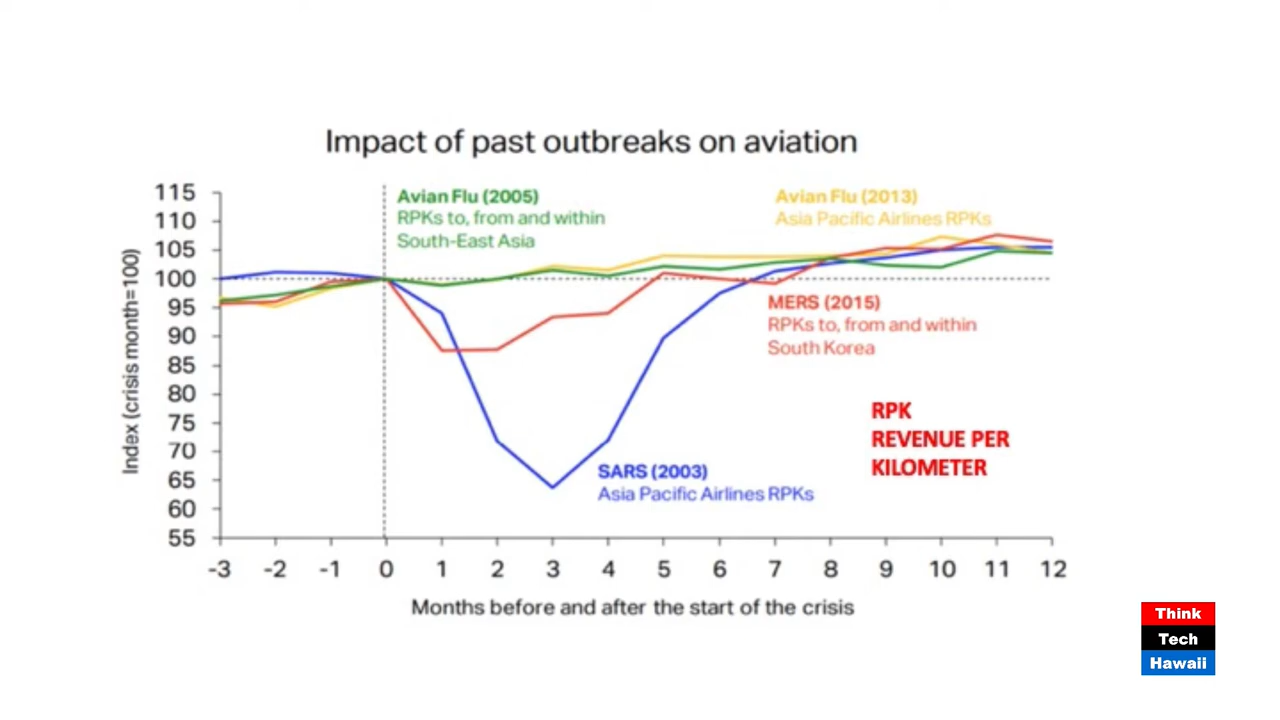 Impact of past outbreaks on aviation
115
110
105
100
95
90
85
80
75
70
65
60
55
Index (crisis month=100)
Avian Flu (2005)
RPKs to, from and within
South-East Asia
Avian Flu (2013)
Asia Pacific Airlines RPKs
MERS (2015)
RPKs to, from and within
South Korea
RPK
REVENUE PER
KILOMETER
SARS (2003)
Asia Pacific Airlines RPKs
-3 -2 -1 0 1 2 3 4 5 6 7 8 9 10 11 12
Months before and after the start of the crisis
Think
Tech
Hawaii